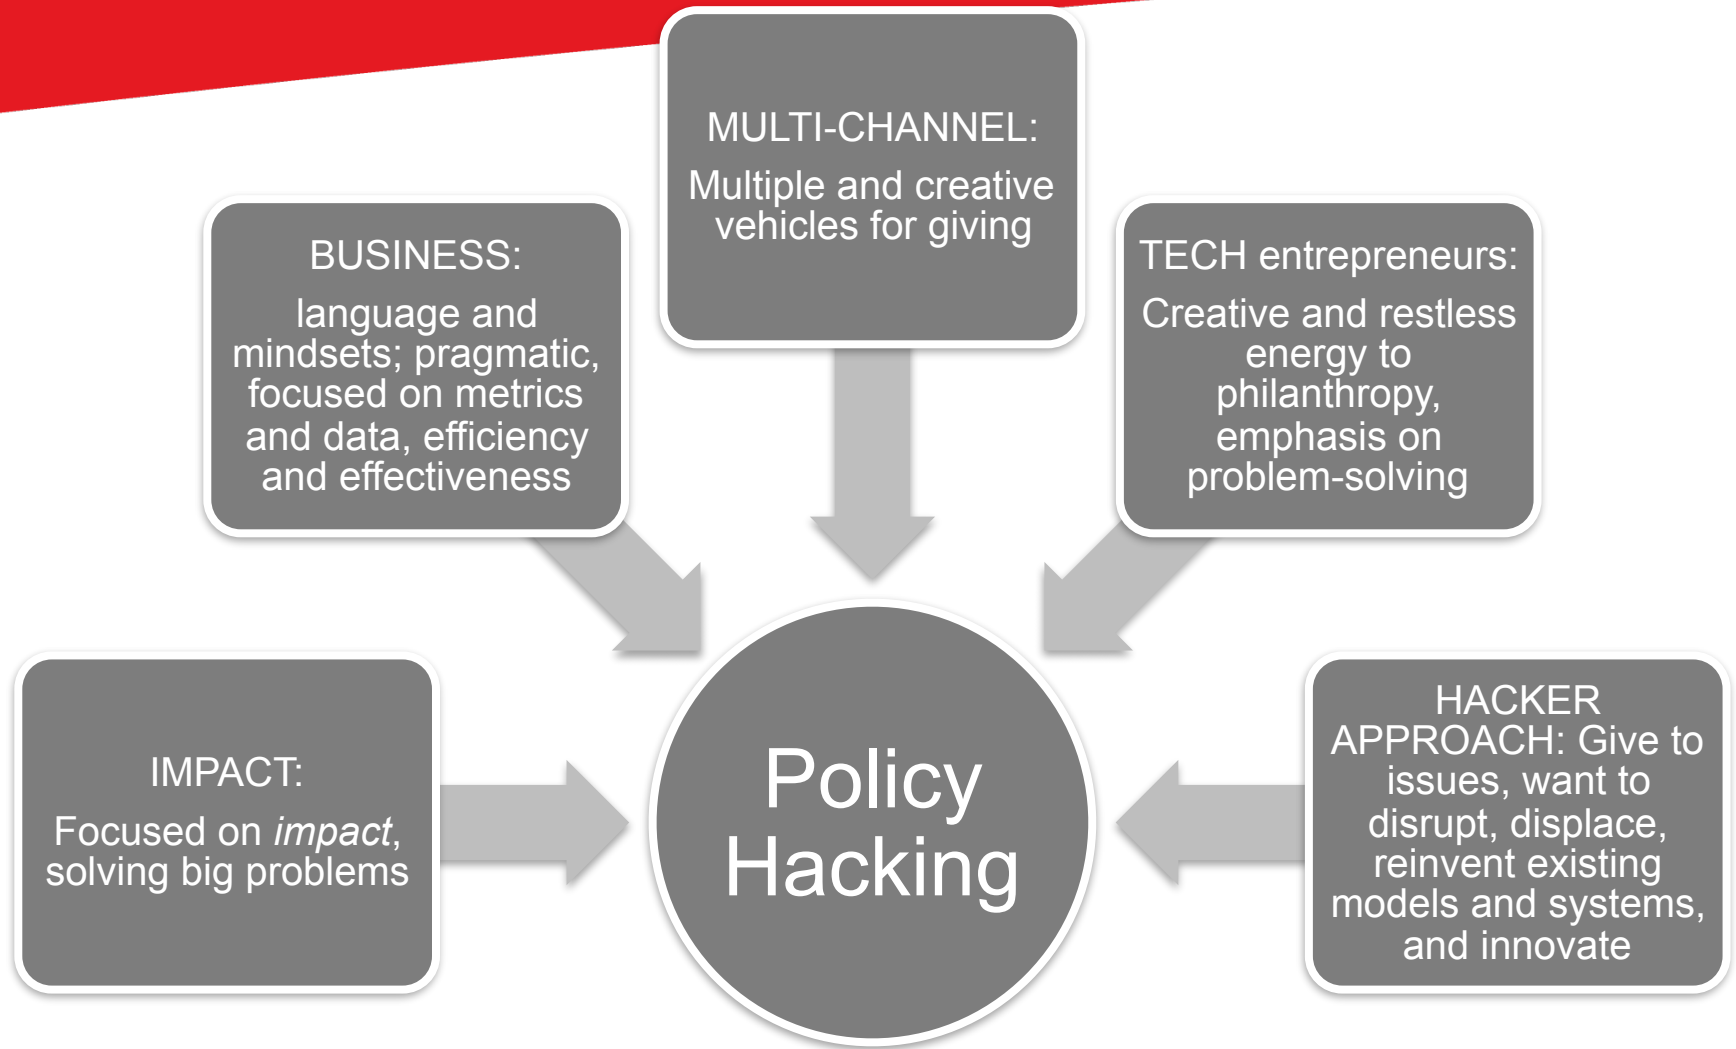 MULTI-CHANNEL:
Multiple and creative
vehicles for giving
BUSINESS:
language and
mindsets; pragmatic,
focused on metrics
and data, efficiency
and effectiveness
TECH entrepreneurs:
Creative and restless
energy to
philanthropy,
emphasis on
problem-solving
IMPACT:
Focused on impact,
solving big problems
Policy
Hacking
HACKER
APPROACH: Give to
issues, want to
disrupt, displace,
reinvent existing
models and systems,
and innovate